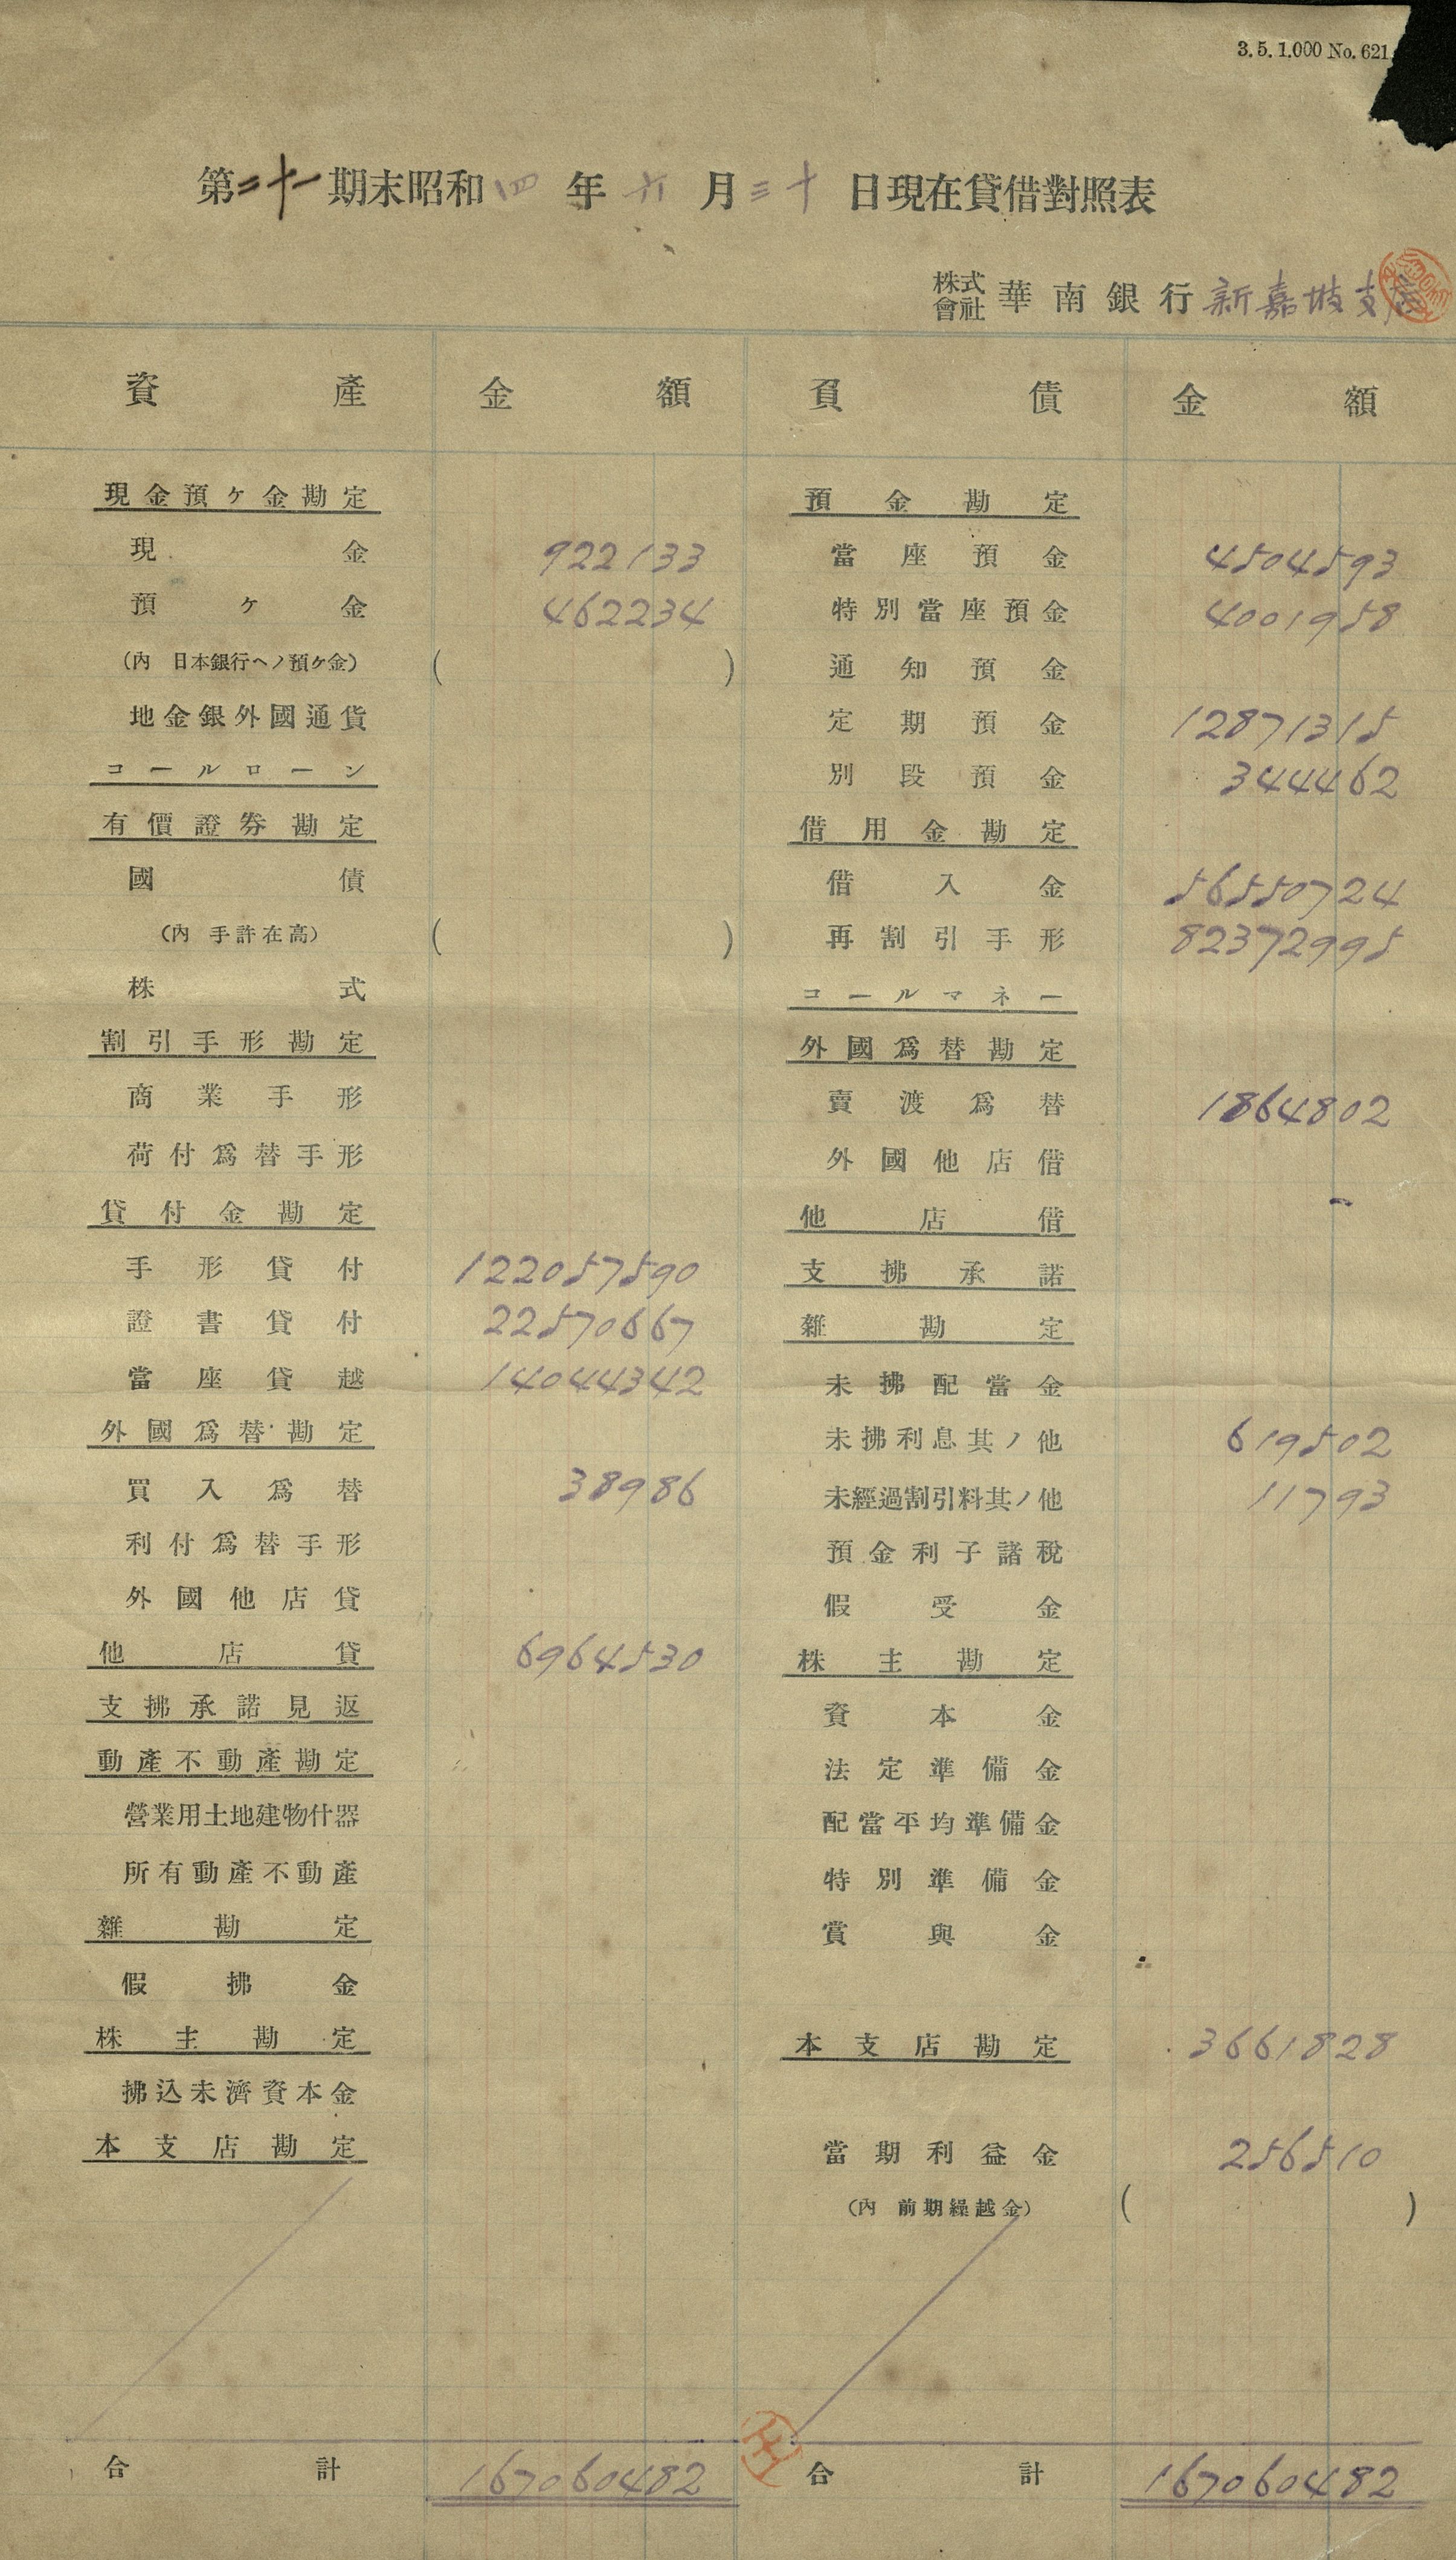 3.5.1,000 No.621.
第二十一期末昭和四年六月三十日現在貸借對照表
株式會社 華南銀行 新嘉坡支店
資產 金額 負債 金額
現金預ケ金勘定 預金勘定
現金 922133 當座預金 4504593
預ケ金 462234 特別當座預金 4001958
(內 日本銀行ヘノ預ケ金) ( ) 通知預金
地金銀外國通貨 定期預金 12871315
コールローン 別段預金 344462
有價證券勘定 借用金勘定
國債 借入金 56550724
(內 手許在高) ( ) 再割引手形 82372995
株式 コールマネー
割引手形勘定 外國爲替勘定
商業手形 賣渡爲替 1864802
荷付爲替手形 外國他店借
貸付金勘定 他店借
手形貸付 122057590 支拂承諾
證書貸付 22570667 雜勘定
當座貸越 14044342 未拂配當金
外國爲替勘定 未拂利息其ノ他 619502
買入爲替 38986 未經過割引料其ノ他 11793
利付爲替手形 預金利子諸稅
外國他店貸 假受金
他店貸 6964530 株主勘定
支拂承諾見返 資本金
動產不動產勘定 法定準備金
營業用土地建物什器 配當平均準備金
所有動產不動產 特別準備金
雜勘定 賞與金
假拂金
株主勘定 本支店勘定 3661828
拂込未濟資本金
本支店勘定 當期利益金 256510
(內 前期繰越金) ( )
合計 167060482 合計 167060482